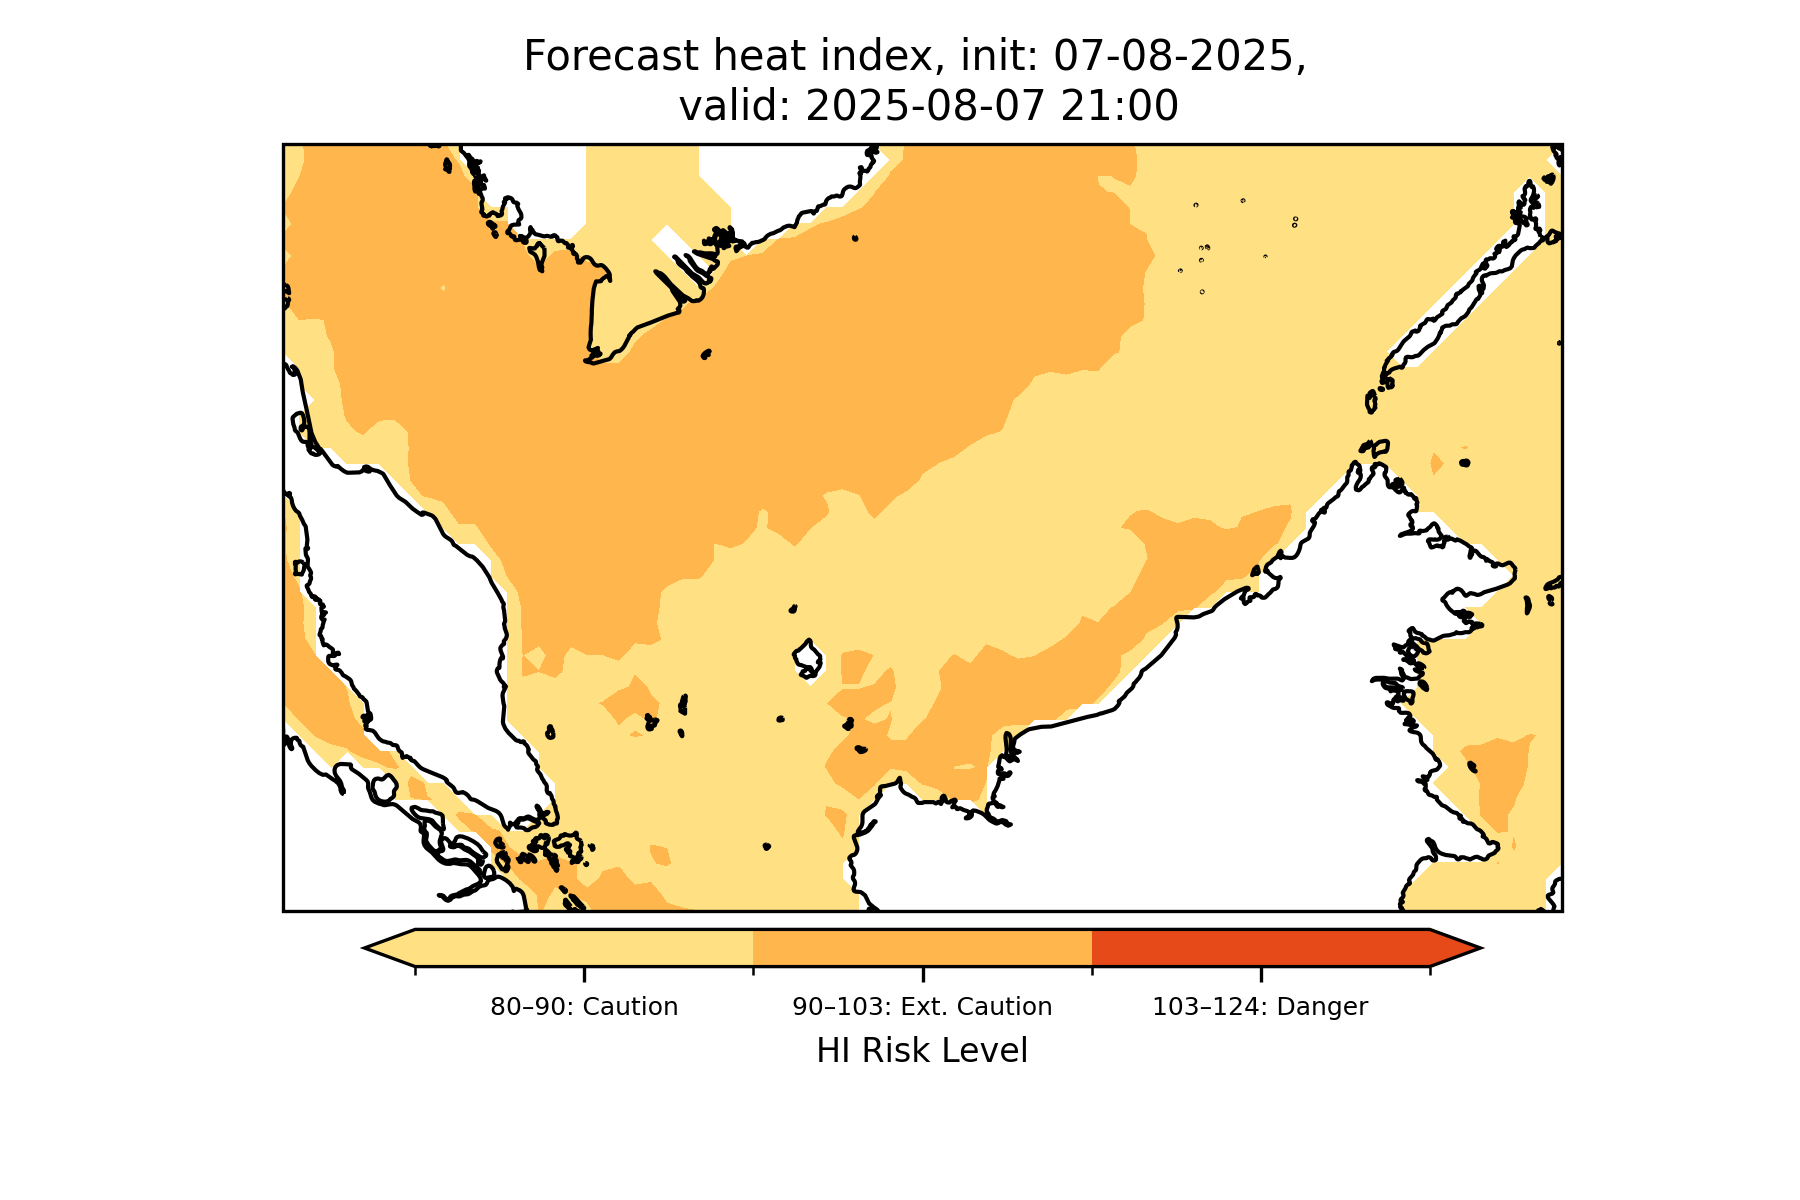 Forecast heat index, init: 07-08-2025,
valid: 2025-08-07 21:00
80–90: Caution
90–103: Ext. Caution
103–124: Danger
HI Risk Level